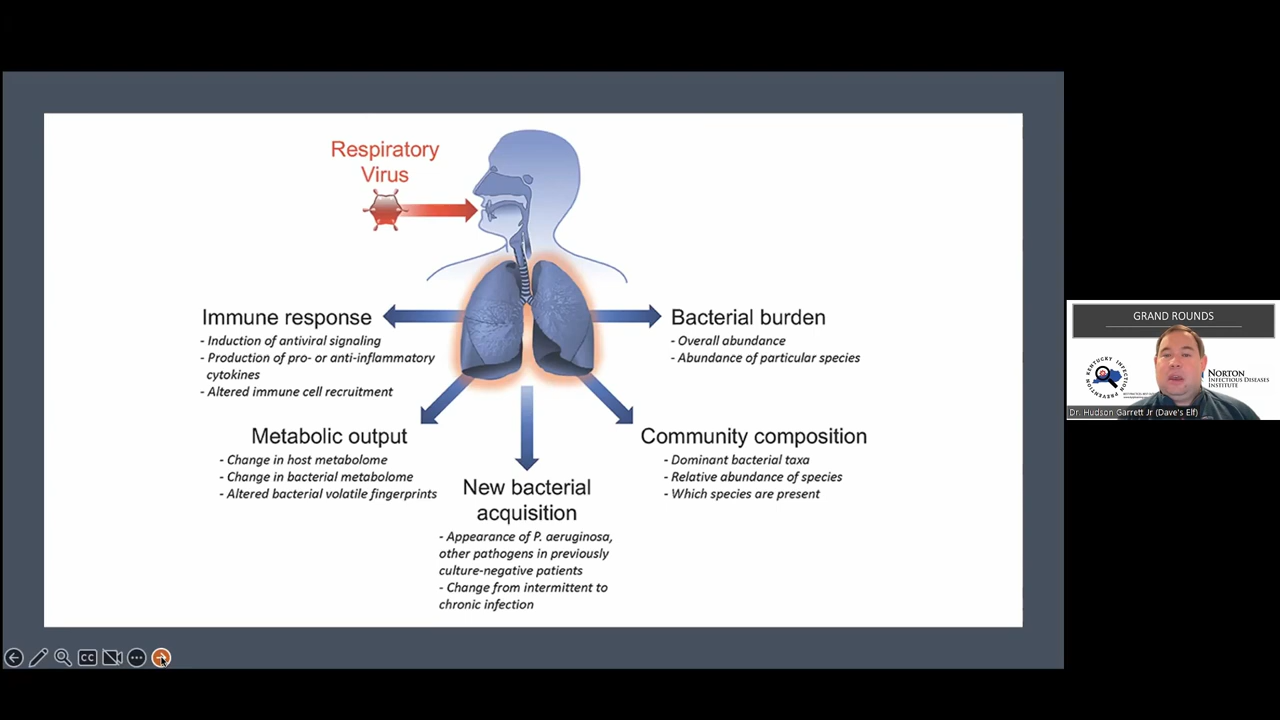 Respiratory
Virus
Immune response
- Induction of antiviral signaling
- Production of pro- or anti-inflammatory
cytokines
- Altered immune cell recruitment
Bacterial burden
- Overall abundance
- Abundance of particular species
Metabolic output
- Change in host metabolome
- Change in bacterial metabolome
- Altered bacterial volatile fingerprints
New bacterial
acquisition
- Appearance of P. aeruginosa,
other pathogens in previously
culture-negative patients
- Change from intermittent to
chronic infection
Community composition
- Dominant bacterial taxa
- Relative abundance of species
- Which species are present
CC
GRAND ROUNDS
KENTUCKY INFECTION
PREVENTION
NORTON
INFECTIOUS DISEASES
INSTITUTE
Dr. Hudson Garrett Jr (Dave's Elf)